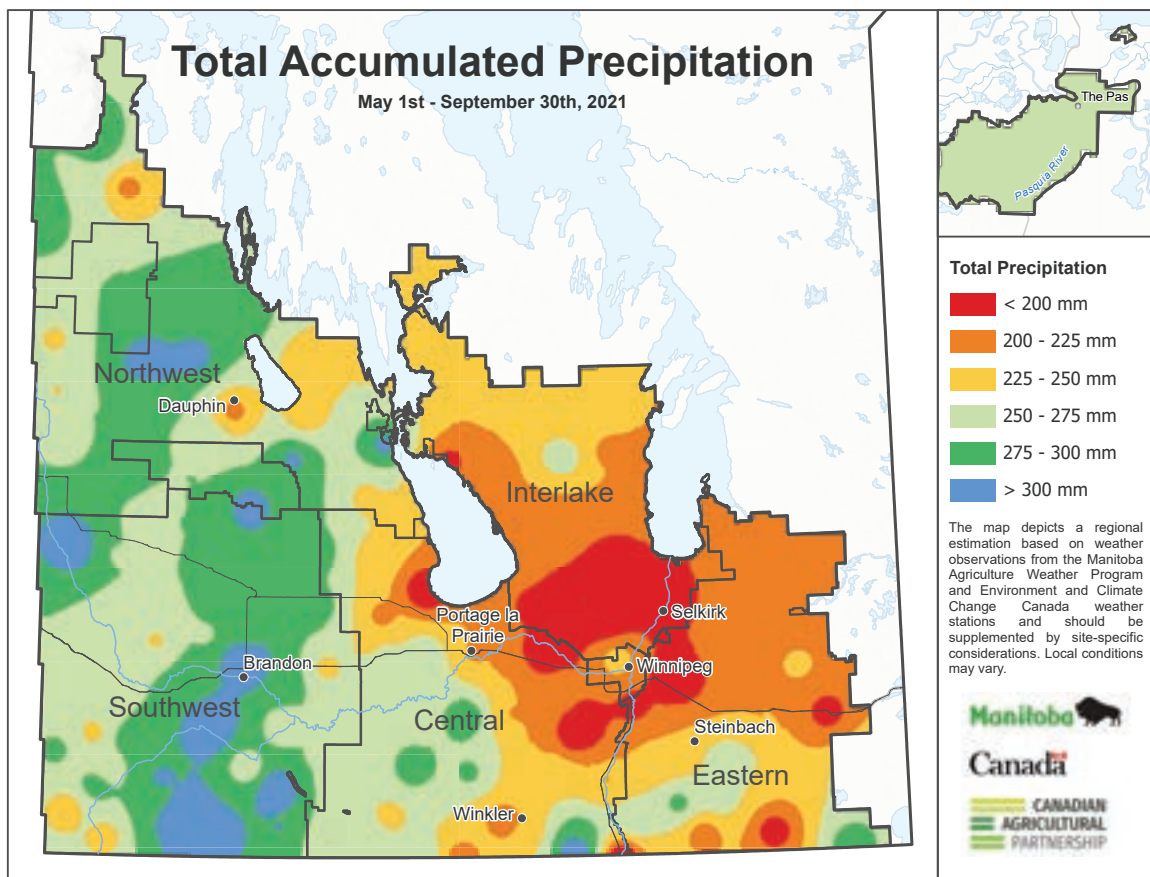 Total Accumulated Precipitation
May 1st - September 30th, 2021
The Pas
Pasquia River
Northwest
Dauphin
Interlake
Selkirk
Portage la
Prairie
Winnipeg
Brandon
Southwest
Central
Steinbach
Eastern
Winkler
Total Precipitation
< 200 mm
200 - 225 mm
225 - 250 mm
250 - 275 mm
275 - 300 mm
> 300 mm
The map depicts a regional
estimation based on weather
observations from the Manitoba
Agriculture Weather Program
and Environment and Climate
Change Canada weather
stations and should be
supplemented by site-specific
considerations. Local conditions
may vary.
Manitoba
Canada
CANADIAN
AGRICULTURAL
PARTNERSHIP